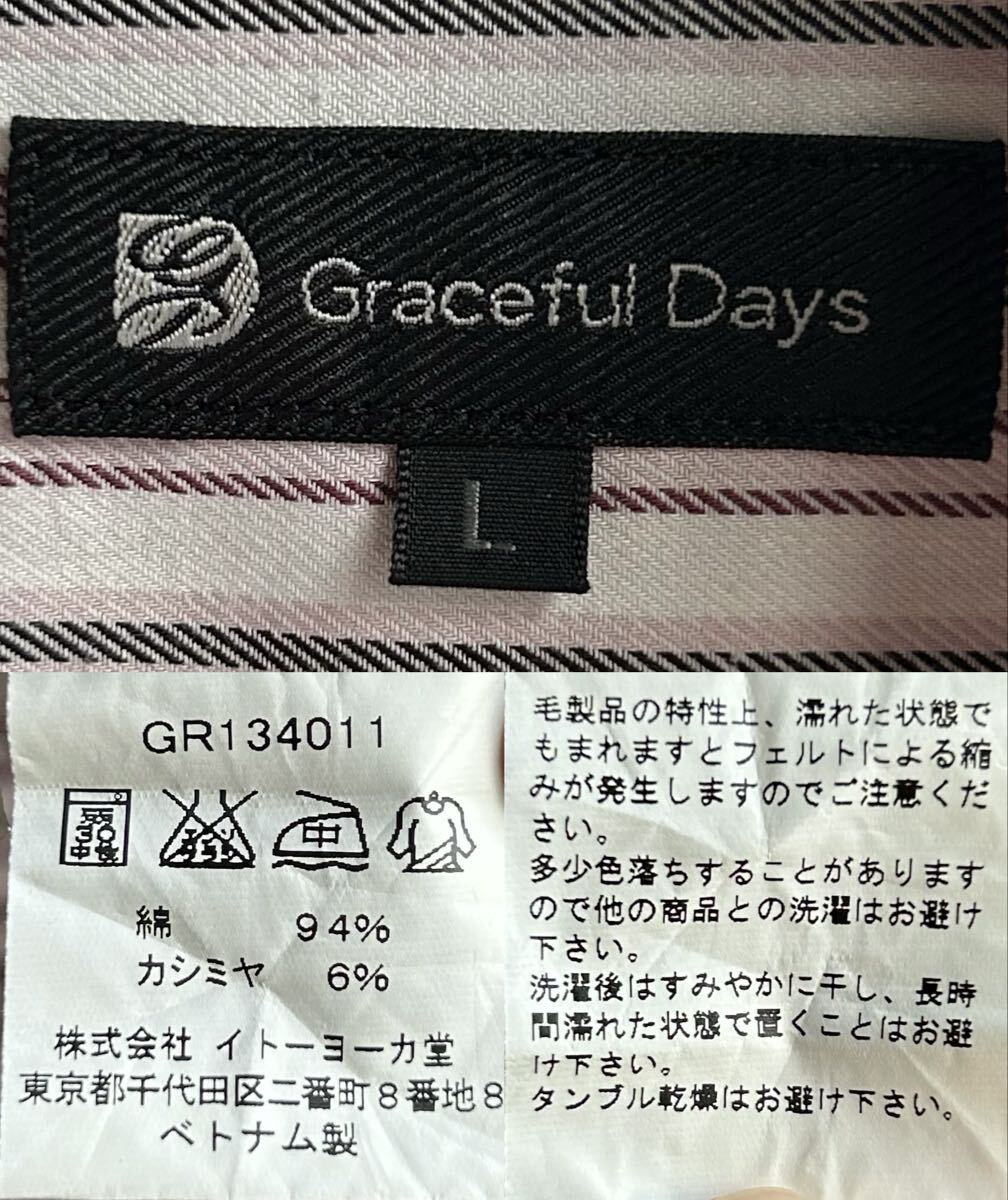 Graceful Days
L
GR134011
中
綿 94%
カシミヤ 6%
株式会社 イトーヨーカ堂
東京都千代田区二番町8番地8
ベトナム製
毛製品の特性上、濡れた状態で
もまれますとフェルトによる縮
みが発生しますのでご注意くだ
さい。
多少色落ちすることがあります
ので他の商品との洗濯はお避け
下さい。
洗濯後はすみやかに干し、長時
間濡れた状態で置くことはお避
け下さい。
タンブル乾燥はお避け下さい。